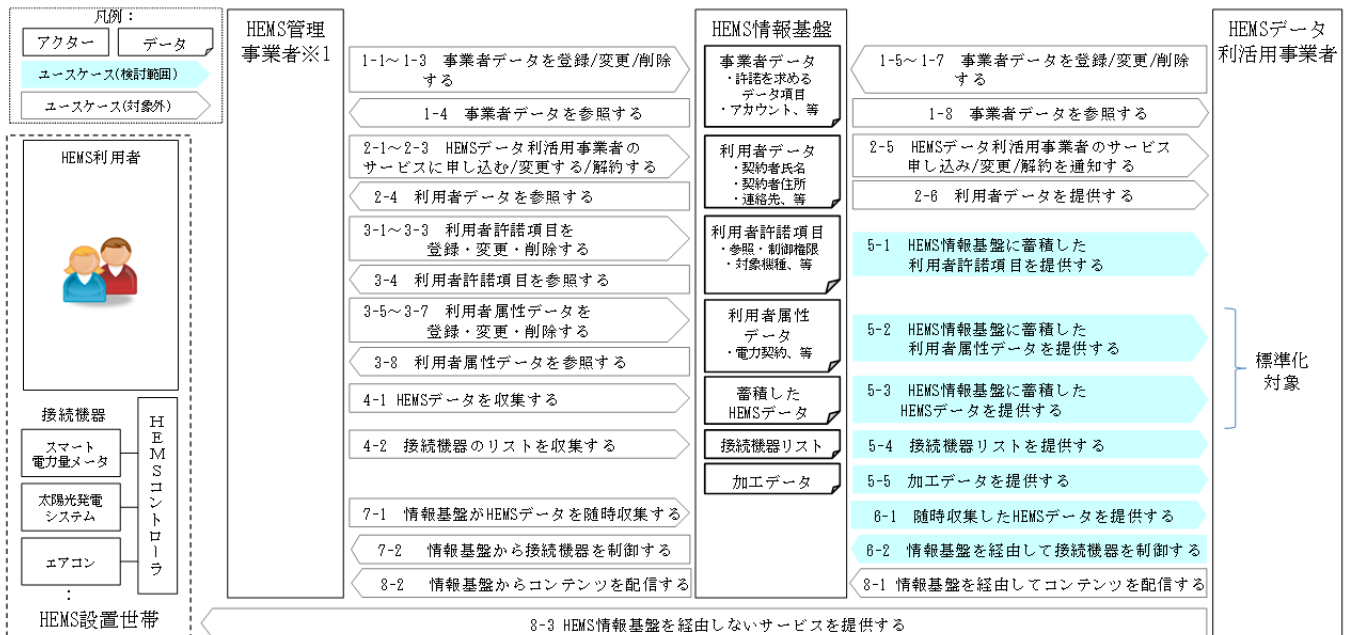 凡例：
アクター
データ
ユースケース(検討範囲)
ユースケース(対象外)
HEMS利用者
接続機器
スマート
電力量メータ
太陽光発電
システム
エアコン
：
HEMSコントローラ
HEMS設置世帯
HEMS管理
事業者※1
1-1～1-3 事業者データを登録/変更/削除
する
1-4 事業者データを参照する
2-1～2-3 HEMSデータ利活用事業者の
サービスに申し込む/変更する/解約する
2-4 利用者データを参照する
3-1～3-3 利用者許諾項目を
登録・変更・削除する
3-4 利用者許諾項目を参照する
3-5～3-7 利用者属性データを
登録・変更・削除する
3-8 利用者属性データを参照する
4-1 HEMSデータを収集する
4-2 接続機器のリストを収集する
7-1 情報基盤がHEMSデータを随時収集する
7-2 情報基盤から接続機器を制御する
8-2 情報基盤からコンテンツを配信する
HEMS情報基盤
事業者データ
・許諾を求める
データ項目
・アカウント、等
利用者データ
・契約者氏名
・契約者住所
・連絡先、等
利用者許諾項目
・参照・制御権限
・対象機種、等
利用者属性
データ
・電力契約、等
蓄積した
HEMSデータ
接続機器リスト
加工データ
1-5～1-7 事業者データを登録/変更/削除
する
1-8 事業者データを参照する
2-5 HEMSデータ利活用事業者のサービス
申し込み/変更/解約を通知する
2-6 利用者データを提供する
5-1 HEMS情報基盤に蓄積した
利用者許諾項目を提供する
5-2 HEMS情報基盤に蓄積した
利用者属性データを提供する
5-3 HEMS情報基盤に蓄積した
HEMSデータを提供する
5-4 接続機器リストを提供する
5-5 加工データを提供する
6-1 随時収集したHEMSデータを提供する
6-2 情報基盤を経由して接続機器を制御する
8-1 情報基盤を経由してコンテンツを配信する
HEMSデータ
利活用事業者
標準化
対象
8-3 HEMS情報基盤を経由しないサービスを提供する